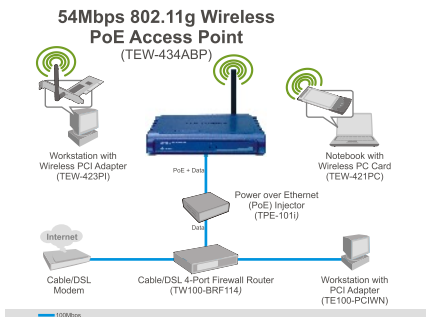 54Mbps 802.11g Wireless
PoE Access Point
(TEW-434ABP)
Workstation with
Wireless PCI Adapter
(TEW-423PI)
Notebook with
Wireless PC Card
(TEW-421PC)
PoE + Data
Power over Ethernet
(PoE) Injector
(TPE-101i)
Data
Internet
Cable/DSL
Modem
Cable/DSL 4-Port Firewall Router
(TW100-BRF114)
Workstation with
PCI Adapter
(TE100-PCIWN)
100Mbps